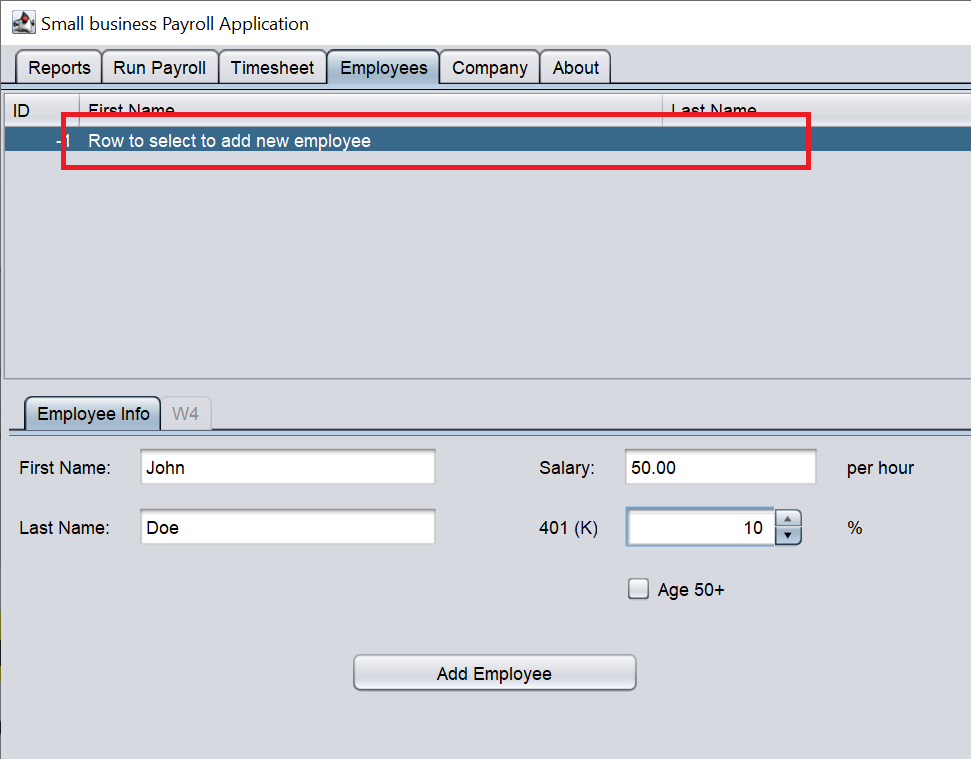 Small business Payroll Application
Reports Run Payroll Timesheet Employees Company About
ID First Name Last Name
-1 Row to select to add new employee
Employee Info W4
First Name: John Salary: 50.00 per hour
Last Name: Doe 401 (K) 10 %
Age 50+
Add Employee